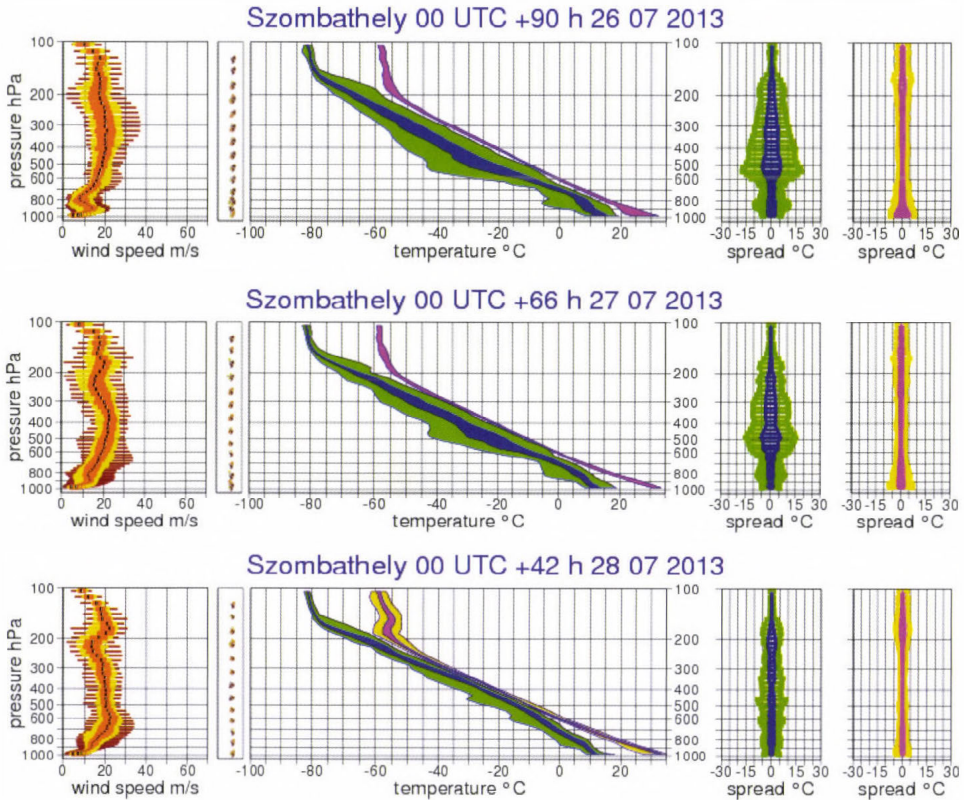 Szombathely 00 UTC +90 h 26 07 2013
pressure hPa
100
200
300
400
500
600
800
1000
0 20 40 60
wind speed m/s
-100 -80 -60 -40 -20 0 20
temperature °C
100
200
300
400
500
600
800
1000
-30 -15 0 15 30
spread °C
-30 -15 0 15 30
spread °C
Szombathely 00 UTC +66 h 27 07 2013
pressure hPa
100
200
300
400
500
600
800
1000
0 20 40 60
wind speed m/s
-100 -80 -60 -40 -20 0 20
temperature °C
100
200
300
400
500
600
800
1000
-30 -15 0 15 30
spread °C
-30 -15 0 15 30
spread °C
Szombathely 00 UTC +42 h 28 07 2013
pressure hPa
100
200
300
400
500
600
800
1000
0 20 40 60
wind speed m/s
-100 -80 -60 -40 -20 0 20
temperature °C
100
200
300
400
500
600
800
1000
-30 -15 0 15 30
spread °C
-30 -15 0 15 30
spread °C